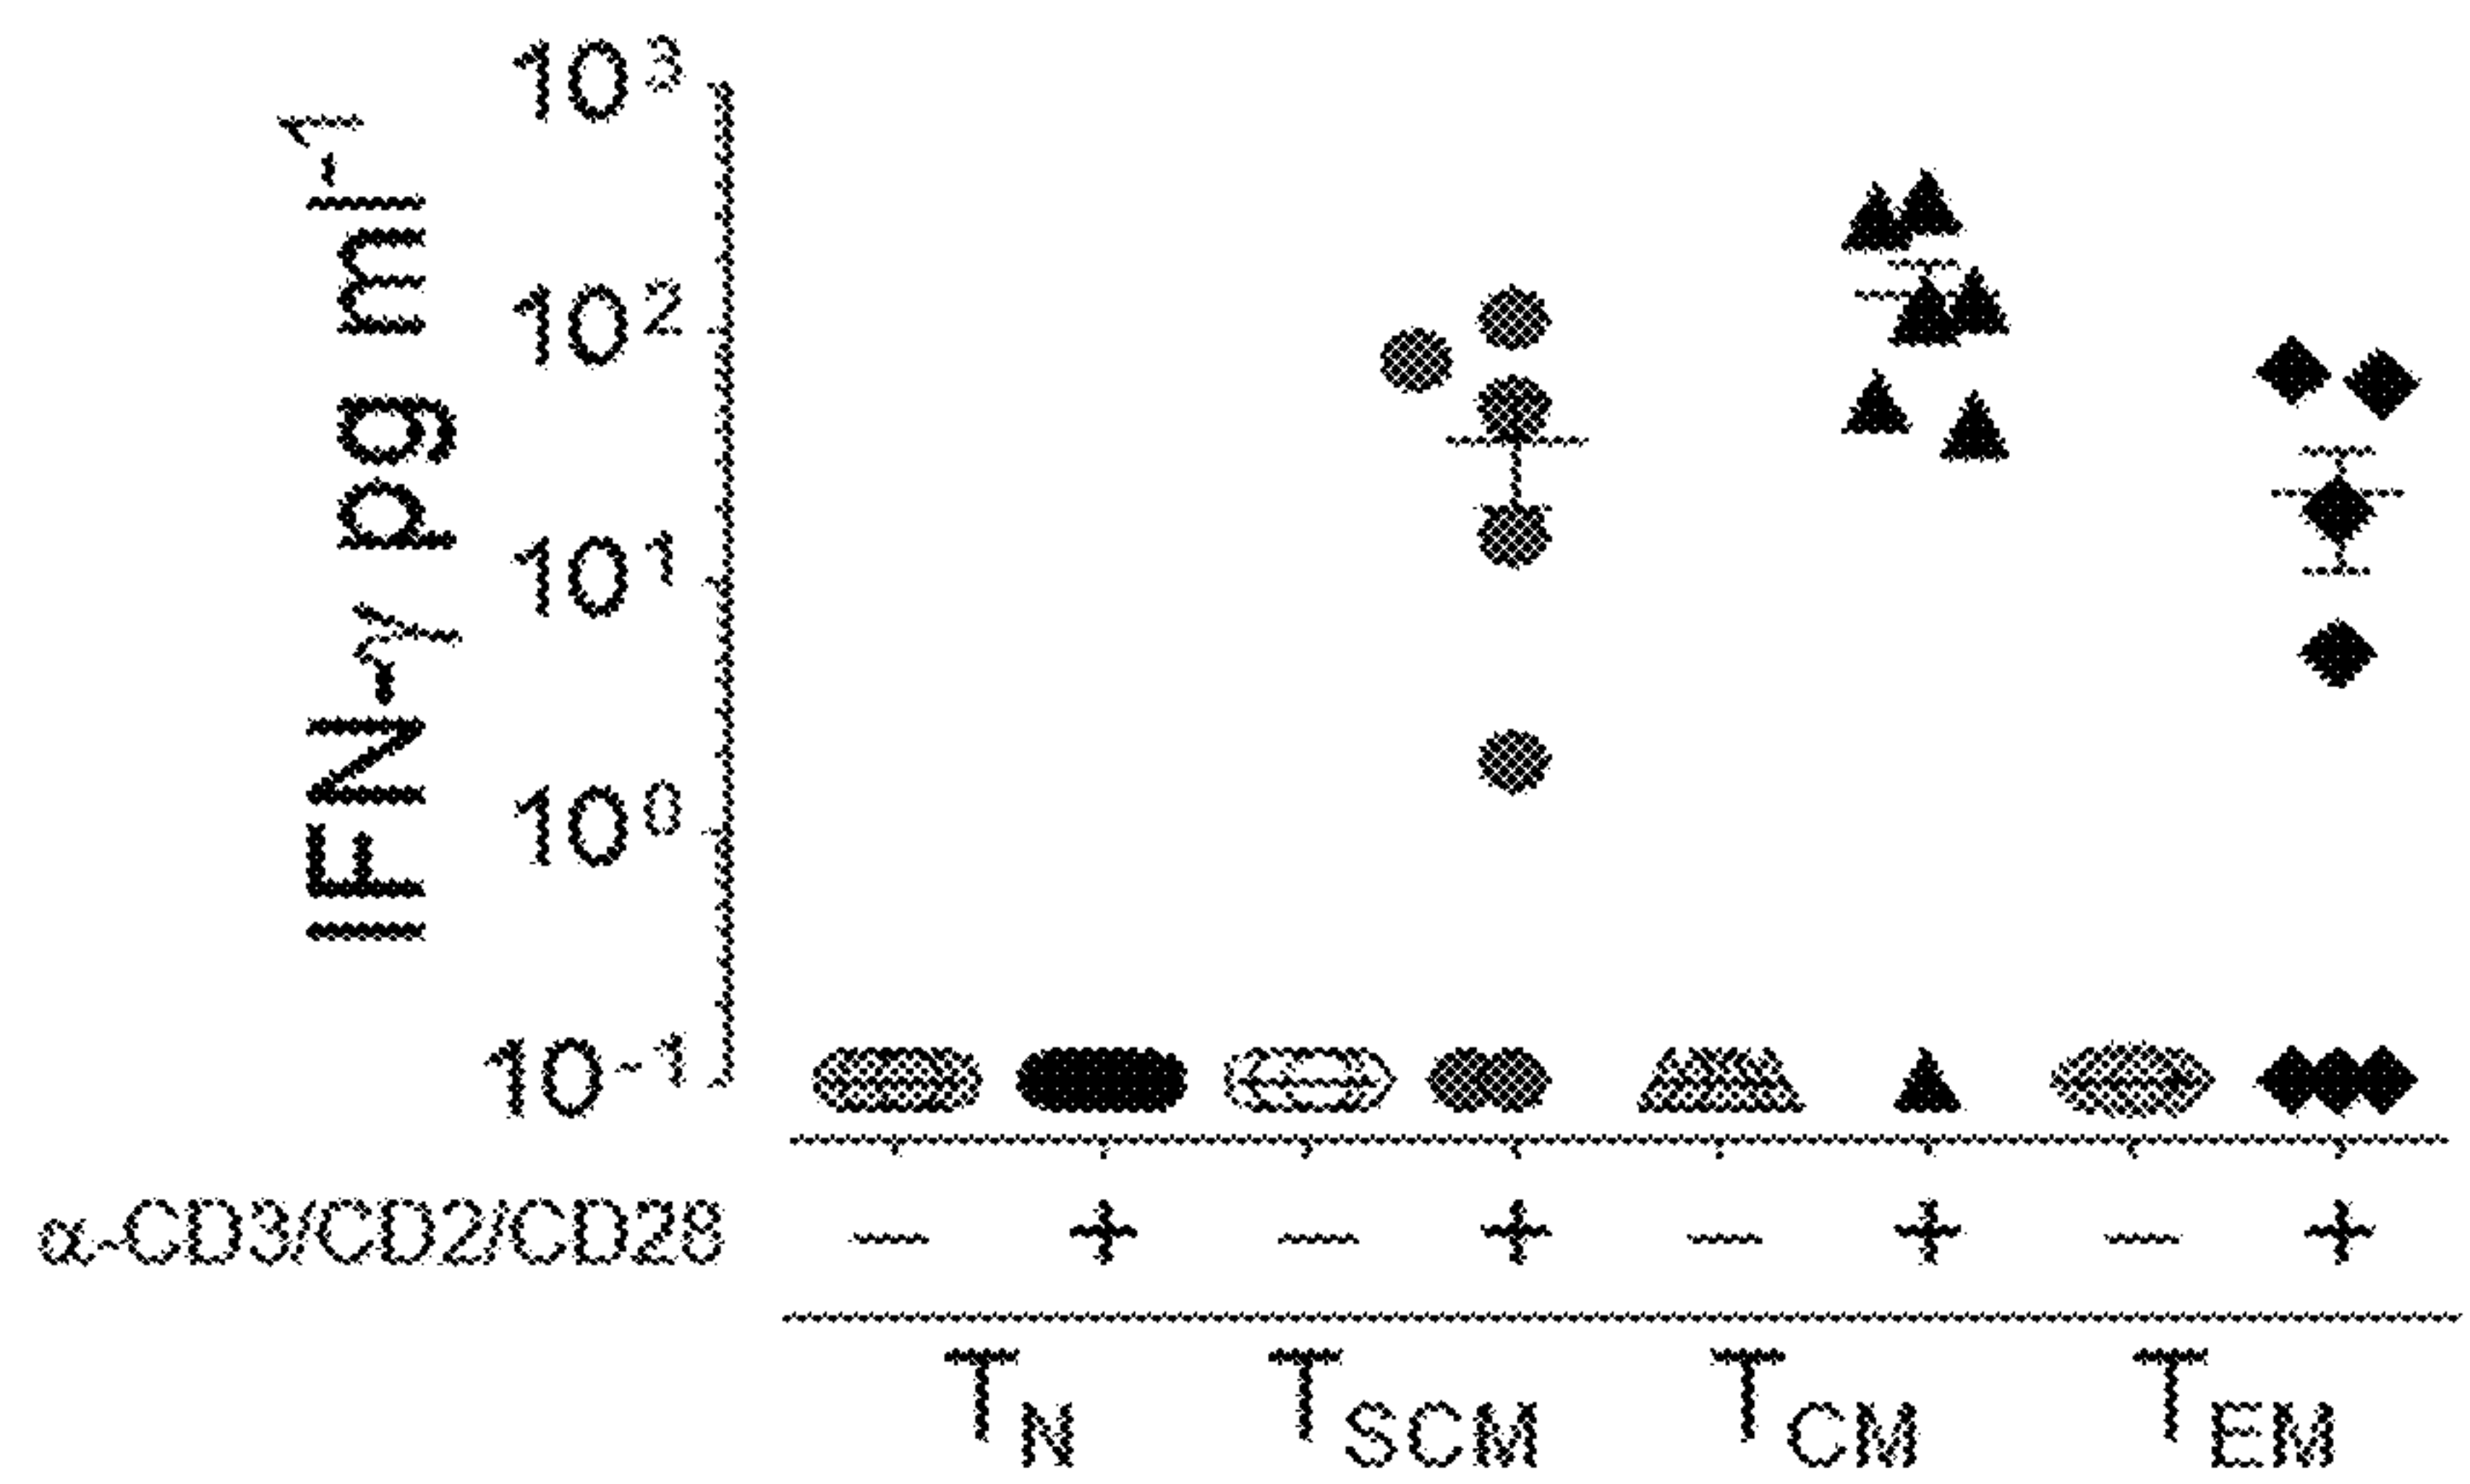 IFN-γ pg ml⁻¹
10³
10²
10¹
10⁰
10⁻¹
α-CD3/CD2/CD28 − + − + − + − +
T_N T_SCM T_CM T_EM